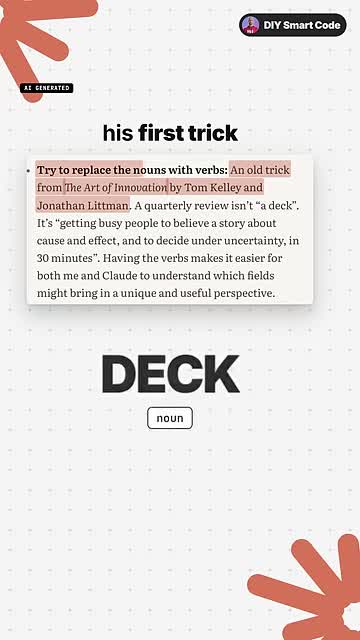 DIY Smart Code
AI GENERATED
his first trick
• Try to replace the nouns with verbs: An old trick
from The Art of Innovation by Tom Kelley and
Jonathan Littman. A quarterly review isn’t “a deck”.
It’s “getting busy people to believe a story about
cause and effect, and to decide under uncertainty, in
30 minutes”. Having the verbs makes it easier for
both me and Claude to understand which fields
might bring in a unique and useful perspective.
DECK
noun